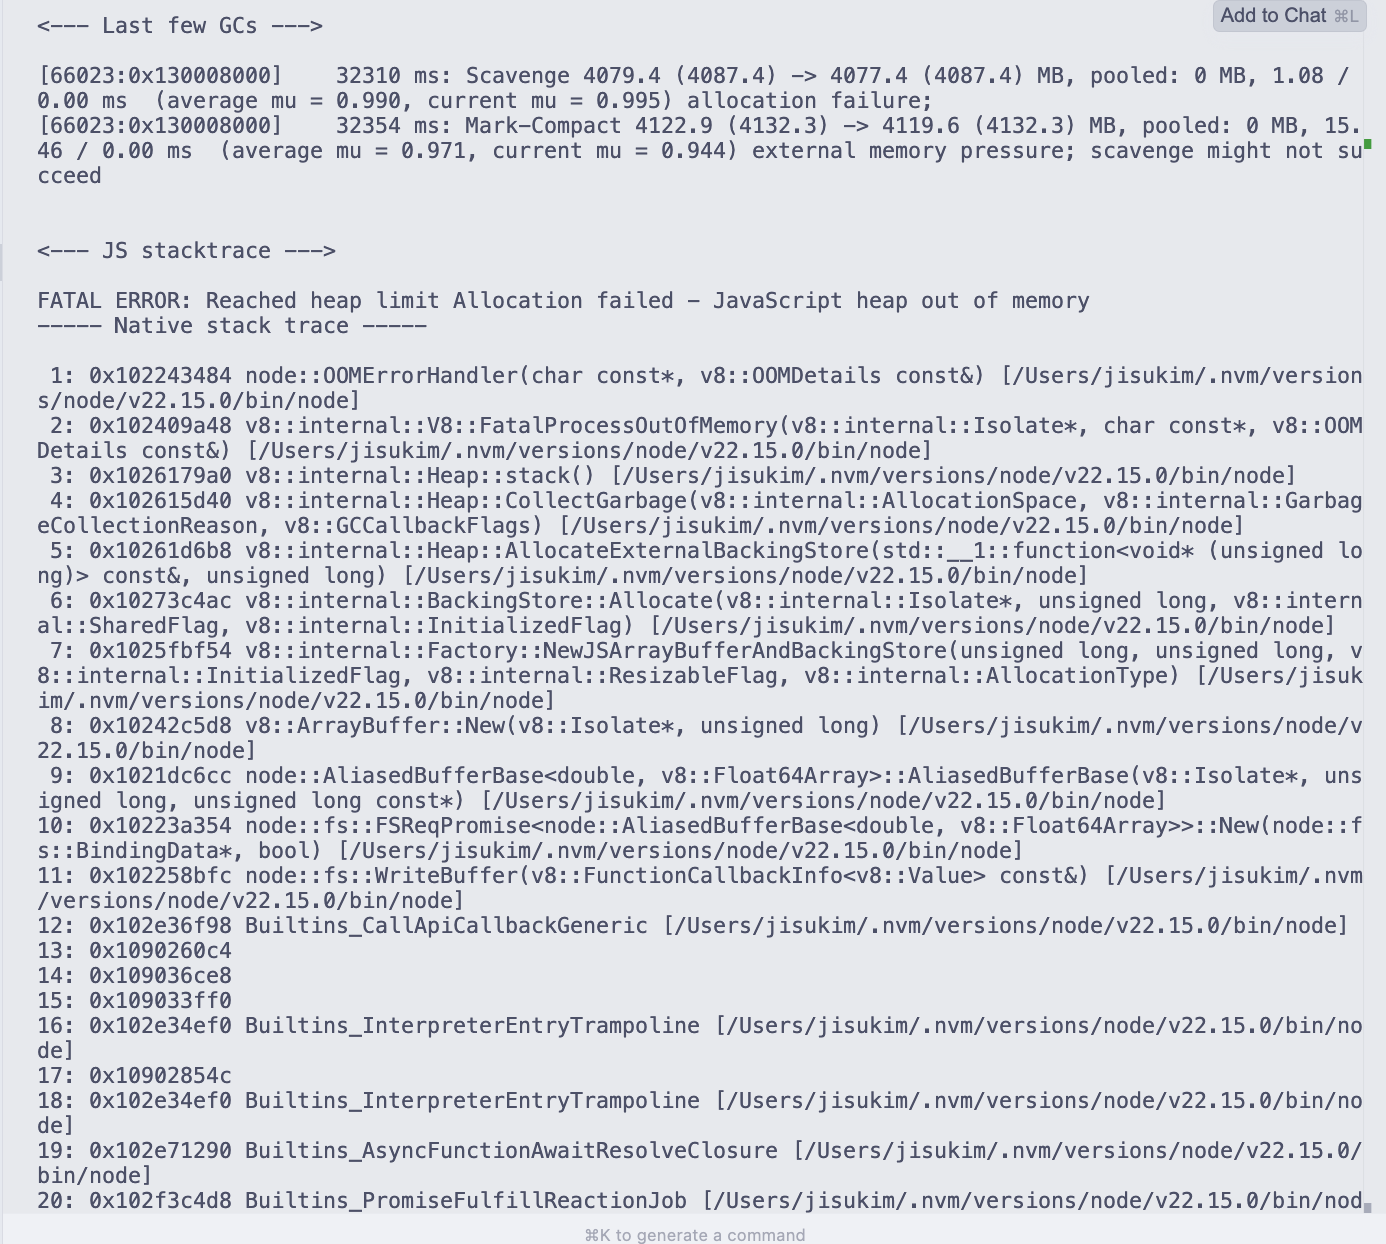 <--- Last few GCs --->
Add to Chat ⌘L
[66023:0x130008000]    32310 ms: Scavenge 4079.4 (4087.4) -> 4077.4 (4087.4) MB, pooled: 0 MB, 1.08 /
0.00 ms  (average mu = 0.990, current mu = 0.995) allocation failure;
[66023:0x130008000]    32354 ms: Mark-Compact 4122.9 (4132.3) -> 4119.6 (4132.3) MB, pooled: 0 MB, 15.
46 / 0.00 ms  (average mu = 0.971, current mu = 0.944) external memory pressure; scavenge might not su
cceed
<--- JS stacktrace --->
FATAL ERROR: Reached heap limit Allocation failed - JavaScript heap out of memory
----- Native stack trace -----
 1: 0x102243484 node::OOMErrorHandler(char const*, v8::OOMDetails const&) [/Users/jisukim/.nvm/version
s/node/v22.15.0/bin/node]
 2: 0x102409a48 v8::internal::V8::FatalProcessOutOfMemory(v8::internal::Isolate*, char const*, v8::OOM
Details const&) [/Users/jisukim/.nvm/versions/node/v22.15.0/bin/node]
 3: 0x1026179a0 v8::internal::Heap::stack() [/Users/jisukim/.nvm/versions/node/v22.15.0/bin/node]
 4: 0x102615d40 v8::internal::Heap::CollectGarbage(v8::internal::AllocationSpace, v8::internal::Garbag
eCollectionReason, v8::GCCallbackFlags) [/Users/jisukim/.nvm/versions/node/v22.15.0/bin/node]
 5: 0x10261d6b8 v8::internal::Heap::AllocateExternalBackingStore(std::__1::function<void* (unsigned lo
ng)> const&, unsigned long) [/Users/jisukim/.nvm/versions/node/v22.15.0/bin/node]
 6: 0x10273c4ac v8::internal::BackingStore::Allocate(v8::internal::Isolate*, unsigned long, v8::intern
al::SharedFlag, v8::internal::InitializedFlag) [/Users/jisukim/.nvm/versions/node/v22.15.0/bin/node]
 7: 0x1025fbf54 v8::internal::Factory::NewJSArrayBufferAndBackingStore(unsigned long, unsigned long, v
8::internal::InitializedFlag, v8::internal::ResizableFlag, v8::internal::AllocationType) [/Users/jisuk
im/.nvm/versions/node/v22.15.0/bin/node]
 8: 0x10242c5d8 v8::ArrayBuffer::New(v8::Isolate*, unsigned long) [/Users/jisukim/.nvm/versions/node/v
22.15.0/bin/node]
 9: 0x1021dc6cc node::AliasedBufferBase<double, v8::Float64Array>::AliasedBufferBase(v8::Isolate*, uns
igned long, unsigned long const*) [/Users/jisukim/.nvm/versions/node/v22.15.0/bin/node]
10: 0x10223a354 node::fs::FSReqPromise<node::AliasedBufferBase<double, v8::Float64Array>>::New(node::f
s::BindingData*, bool) [/Users/jisukim/.nvm/versions/node/v22.15.0/bin/node]
11: 0x102258bfc node::fs::WriteBuffer(v8::FunctionCallbackInfo<v8::Value> const&) [/Users/jisukim/.nvm
/versions/node/v22.15.0/bin/node]
12: 0x102e36f98 Builtins_CallApiCallbackGeneric [/Users/jisukim/.nvm/versions/node/v22.15.0/bin/node]
13: 0x1090260c4
14: 0x109036ce8
15: 0x109033ff0
16: 0x102e34ef0 Builtins_InterpreterEntryTrampoline [/Users/jisukim/.nvm/versions/node/v22.15.0/bin/no
de]
17: 0x10902854c
18: 0x102e34ef0 Builtins_InterpreterEntryTrampoline [/Users/jisukim/.nvm/versions/node/v22.15.0/bin/no
de]
19: 0x102e71290 Builtins_AsyncFunctionAwaitResolveClosure [/Users/jisukim/.nvm/versions/node/v22.15.0/
bin/node]
20: 0x102f3c4d8 Builtins_PromiseFulfillReactionJob [/Users/jisukim/.nvm/versions/node/v22.15.0/bin/nod
⌘K to generate a command